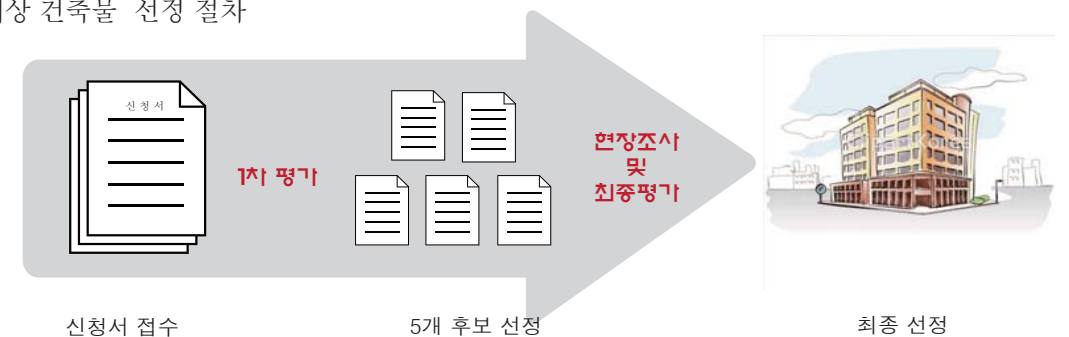 상 건축물 선정 절차
신 청 서
1차 평가
현장조사
및
최종평가
신청서 접수
5개 후보 선정
최종 선정